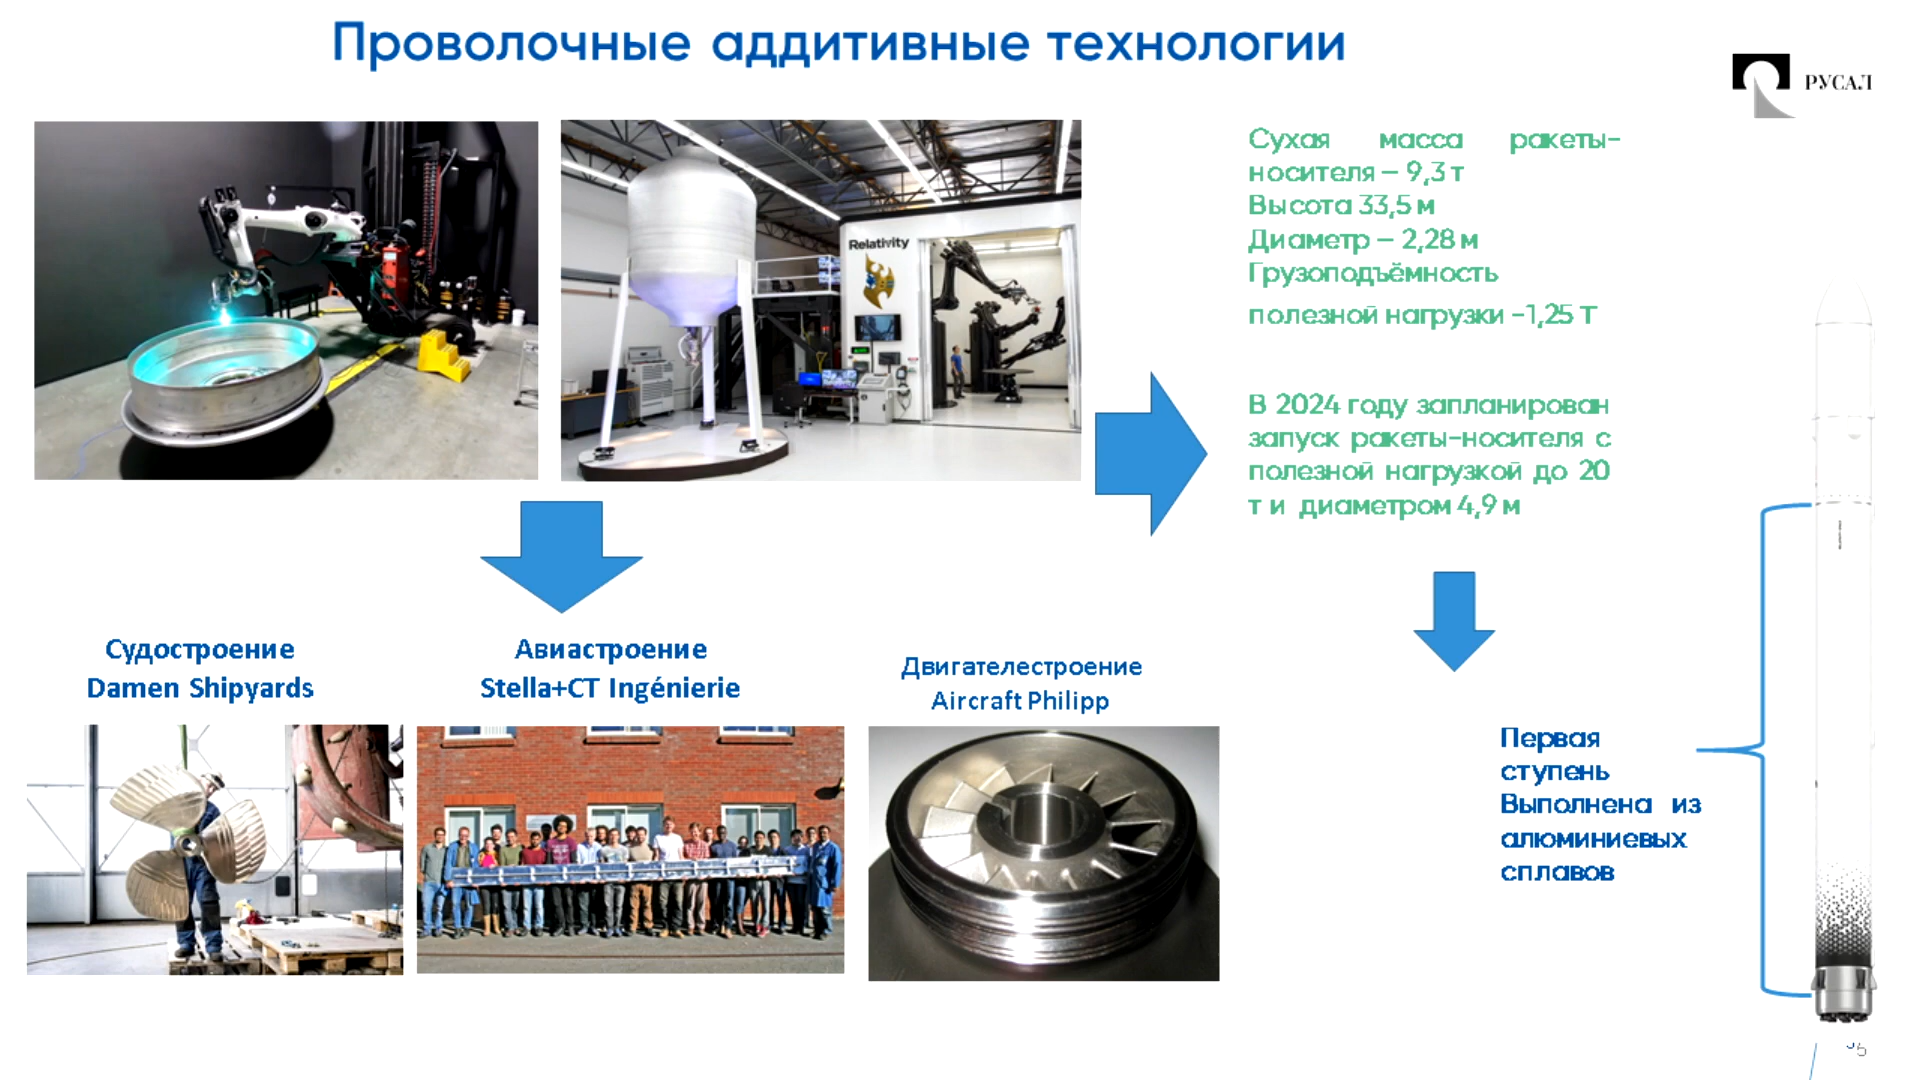 Проволочные аддитивные технологии
РУСАЛ
Relativity
Сухая масса ракеты-
носителя – 9,3 т
Высота 33,5 м
Диаметр – 2,28 м
Грузоподъёмность
полезной нагрузки -1,25 Т
В 2024 году запланирован
запуск ракеты-носителя с
полезной нагрузкой до 20
т и диаметром 4,9 м
Судостроение
Damen Shipyards
Авиастроение
Stella+CT Ingénierie
Двигателестроение
Aircraft Philipp
Первая
ступень
Выполнена из
алюминиевых
сплавов